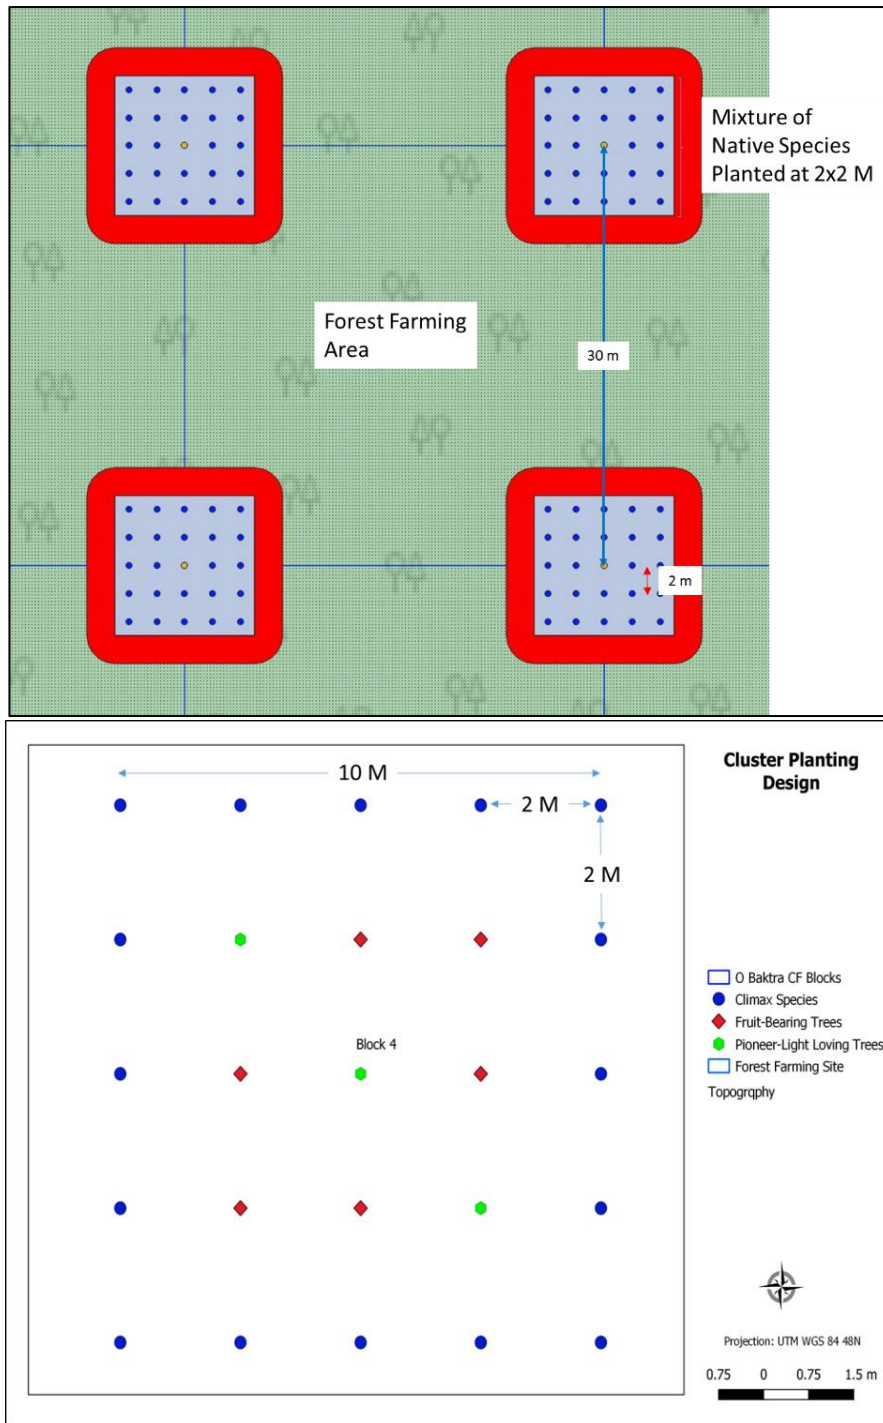 Mixture of
Native Species
Planted at 2x2 M
Forest Farming
Area
30 m
2 m
10 M
2 M
2 M
Block 4
Cluster Planting
Design
O Baktra CF Blocks
Climax Species
Fruit-Bearing Trees
Pioneer-Light Loving Trees
Forest Farming Site
Topogrqphy
Projection: UTM WGS 84 48N
0.75 0 0.75 1.5 m